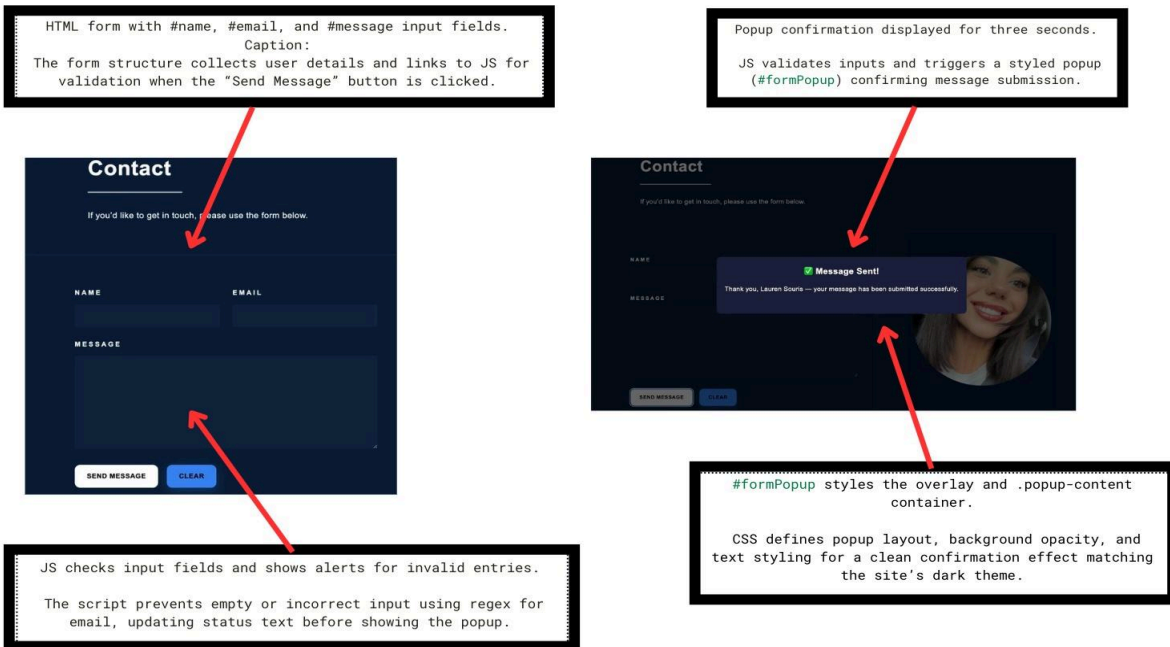 HTML form with #name, #email, and #message input fields.
Caption:
The form structure collects user details and links to JS for
validation when the “Send Message” button is clicked.
Popup confirmation displayed for three seconds.
JS validates inputs and triggers a styled popup
(#formPopup) confirming message submission.
Contact
If you'd like to get in touch, please use the form below.
NAME
EMAIL
MESSAGE
SEND MESSAGE
CLEAR
Contact
If you'd like to get in touch, please use the form below.
NAME
MESSAGE
✅ Message Sent!
Thank you, Lauren Souris — your message has been submitted successfully.
SEND MESSAGE
CLEAR
JS checks input fields and shows alerts for invalid entries.
The script prevents empty or incorrect input using regex for
email, updating status text before showing the popup.
#formPopup styles the overlay and .popup-content
container.
CSS defines popup layout, background opacity, and
text styling for a clean confirmation effect matching
the site’s dark theme.